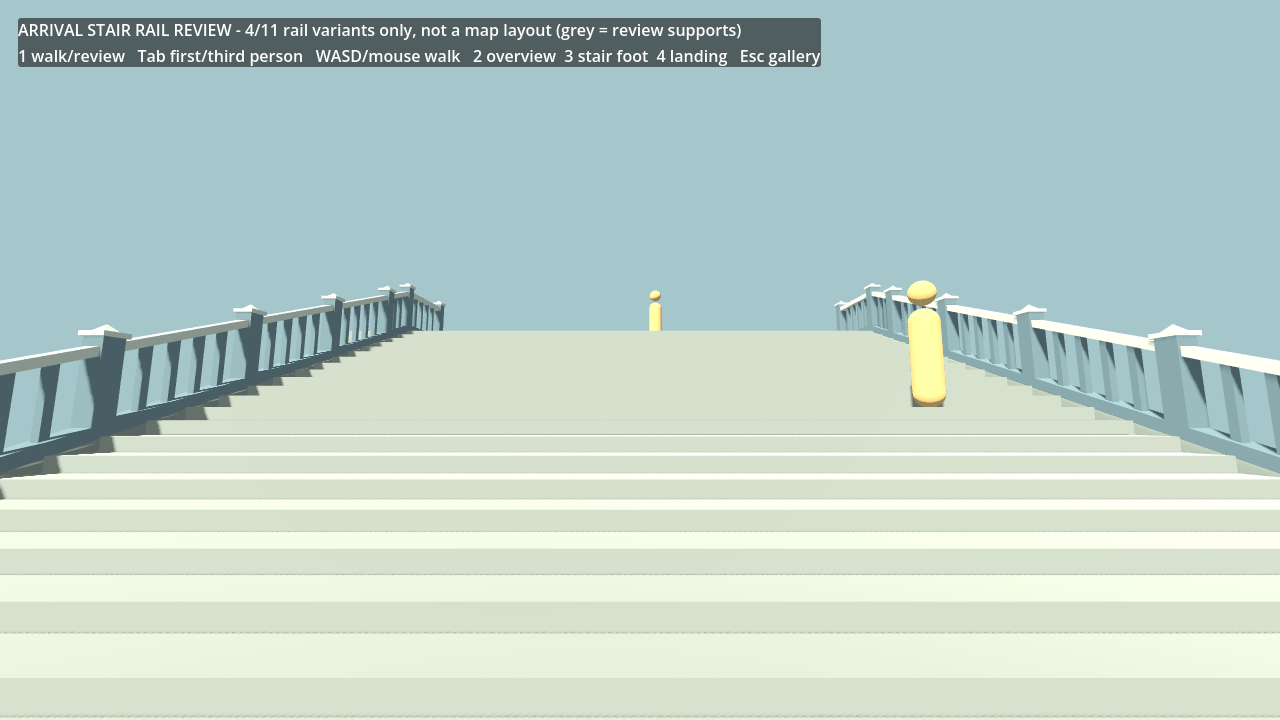 ARRIVAL STAIR RAIL REVIEW - 4/11 rail variants only, not a map layout (grey = review supports)
1 walk/review   Tab first/third person   WASD/mouse walk   2 overview  3 stair foot  4 landing   Esc gallery